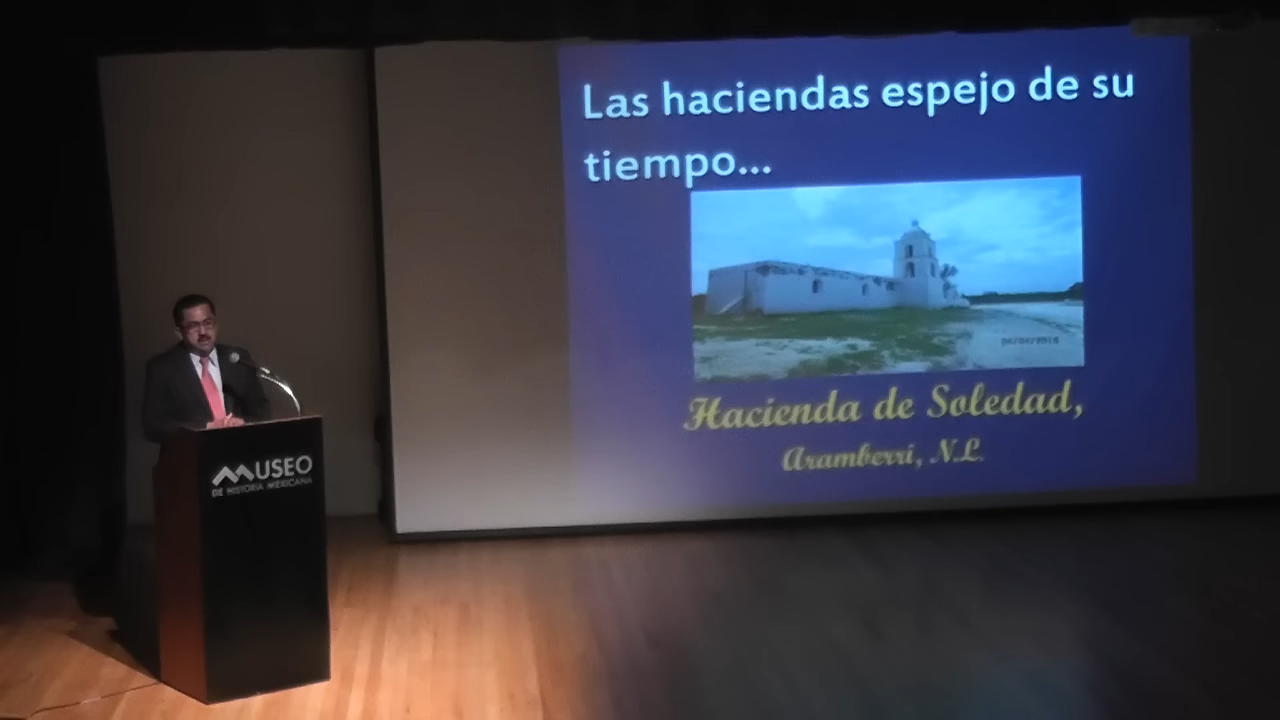 Las haciendas espejo de su
tiempo...
Hacienda de Soledad,
Aramberri, N.L.
MUSEO
DE HISTORIA MEXICANA